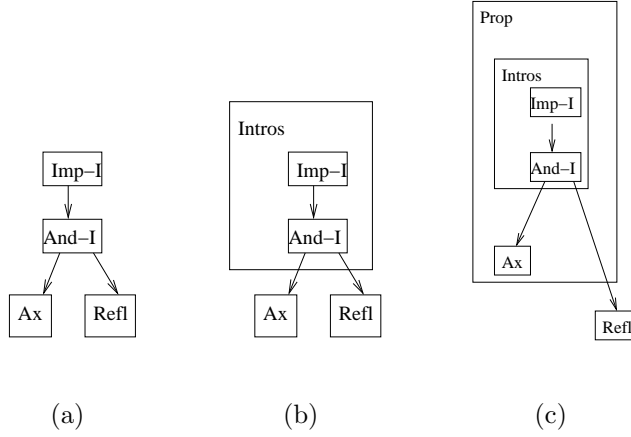 Imp–I
And–I
Ax
Refl
(a)
Intros
Imp–I
And–I
Ax
Refl
(b)
Prop
Intros
Imp–I
And–I
Ax
Refl
(c)